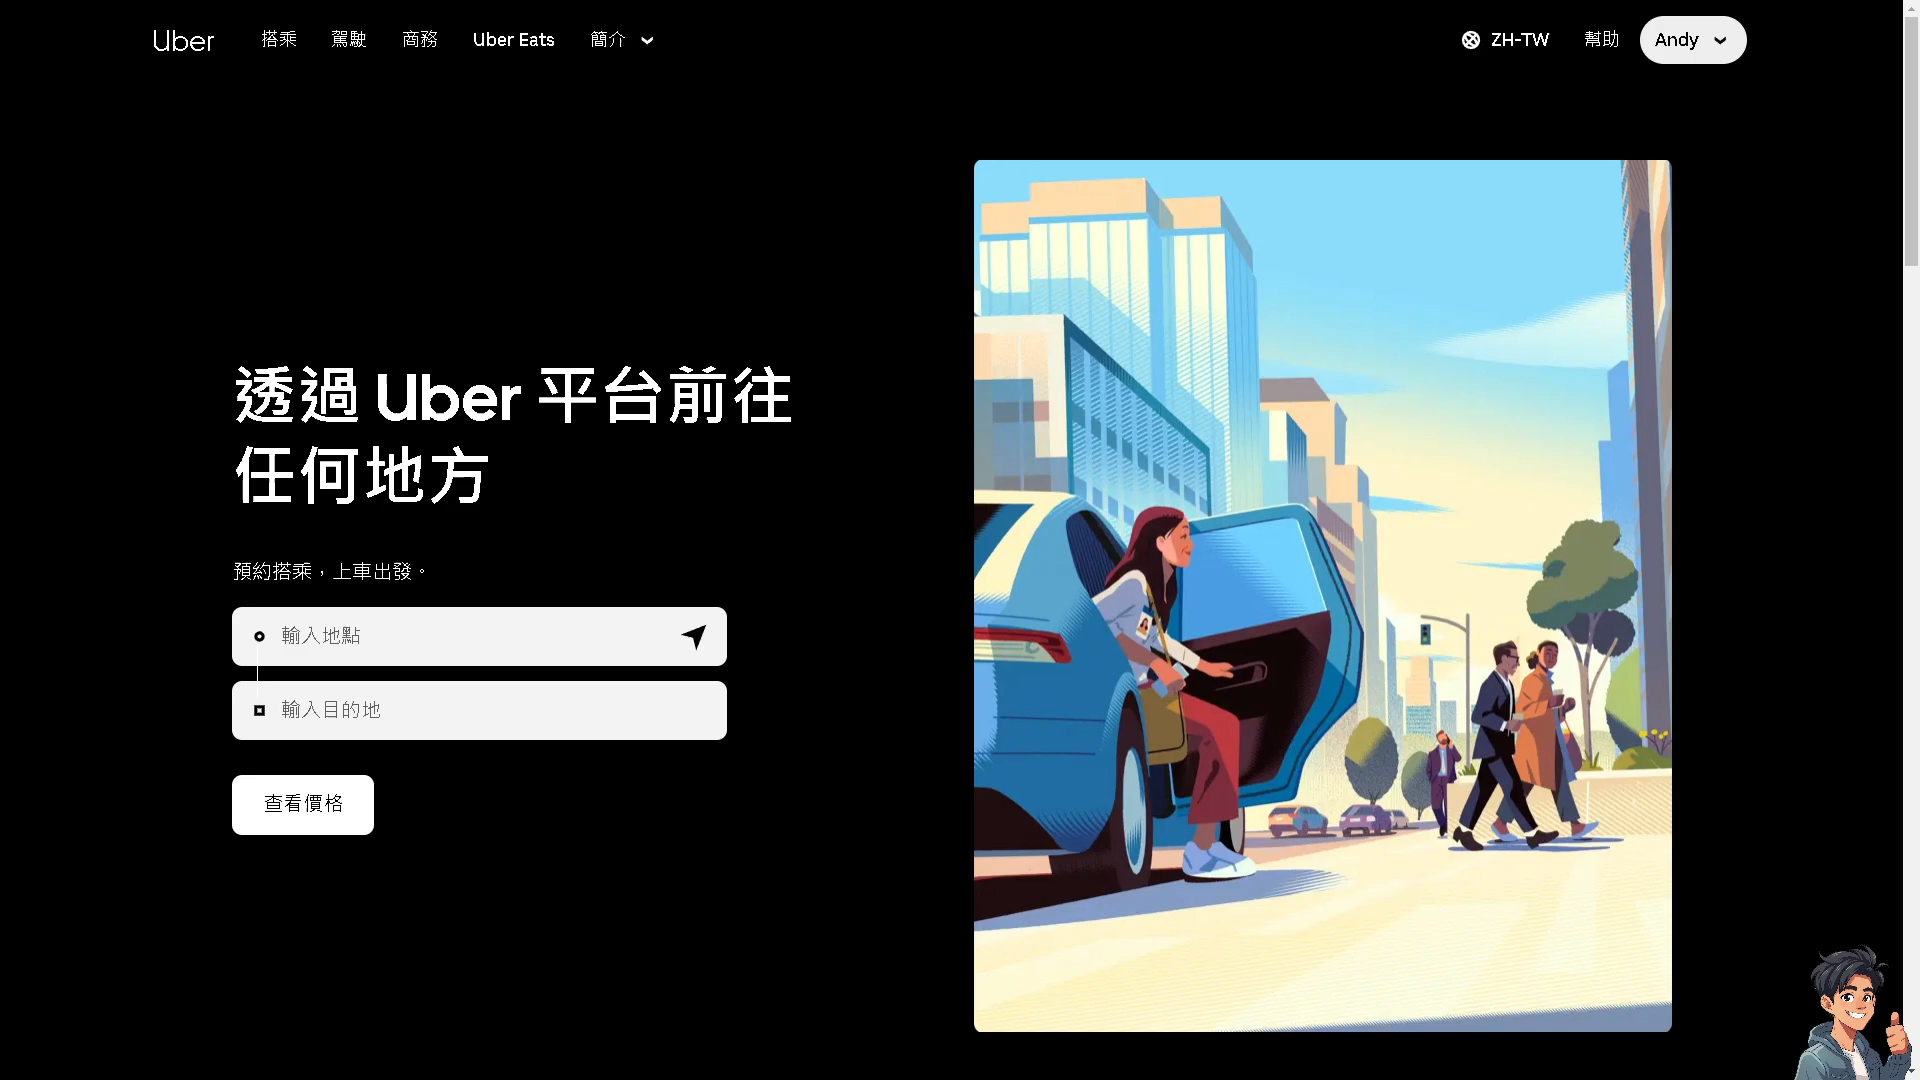 Uber 搭乘 駕駛 商務 Uber Eats 簡介 ZH-TW 幫助 Andy
透過 Uber 平台前往
任何地方
預約搭乘，上車出發。
輸入地點
輸入目的地
查看價格